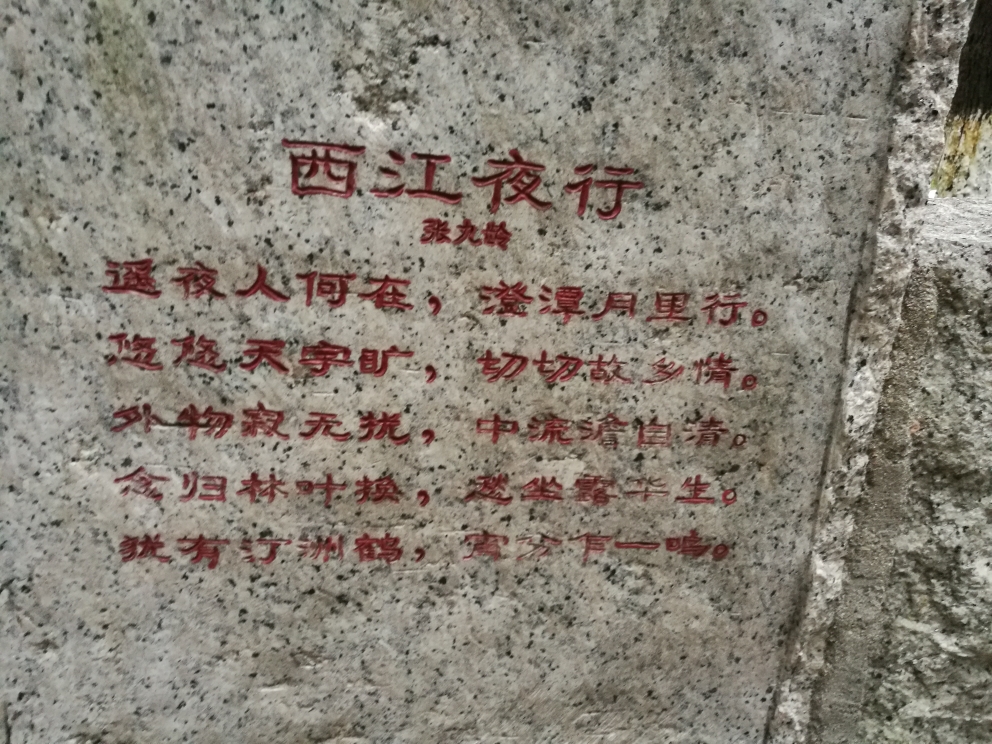 西江夜行
张九龄
遥夜人何在，澄潭月里行。
悠悠天宇旷，切切故乡情。
外物寂无扰，中流澹自清。
念归林叶换，愁坐露华生。
犹有汀洲鹤，宵分乍一鸣。